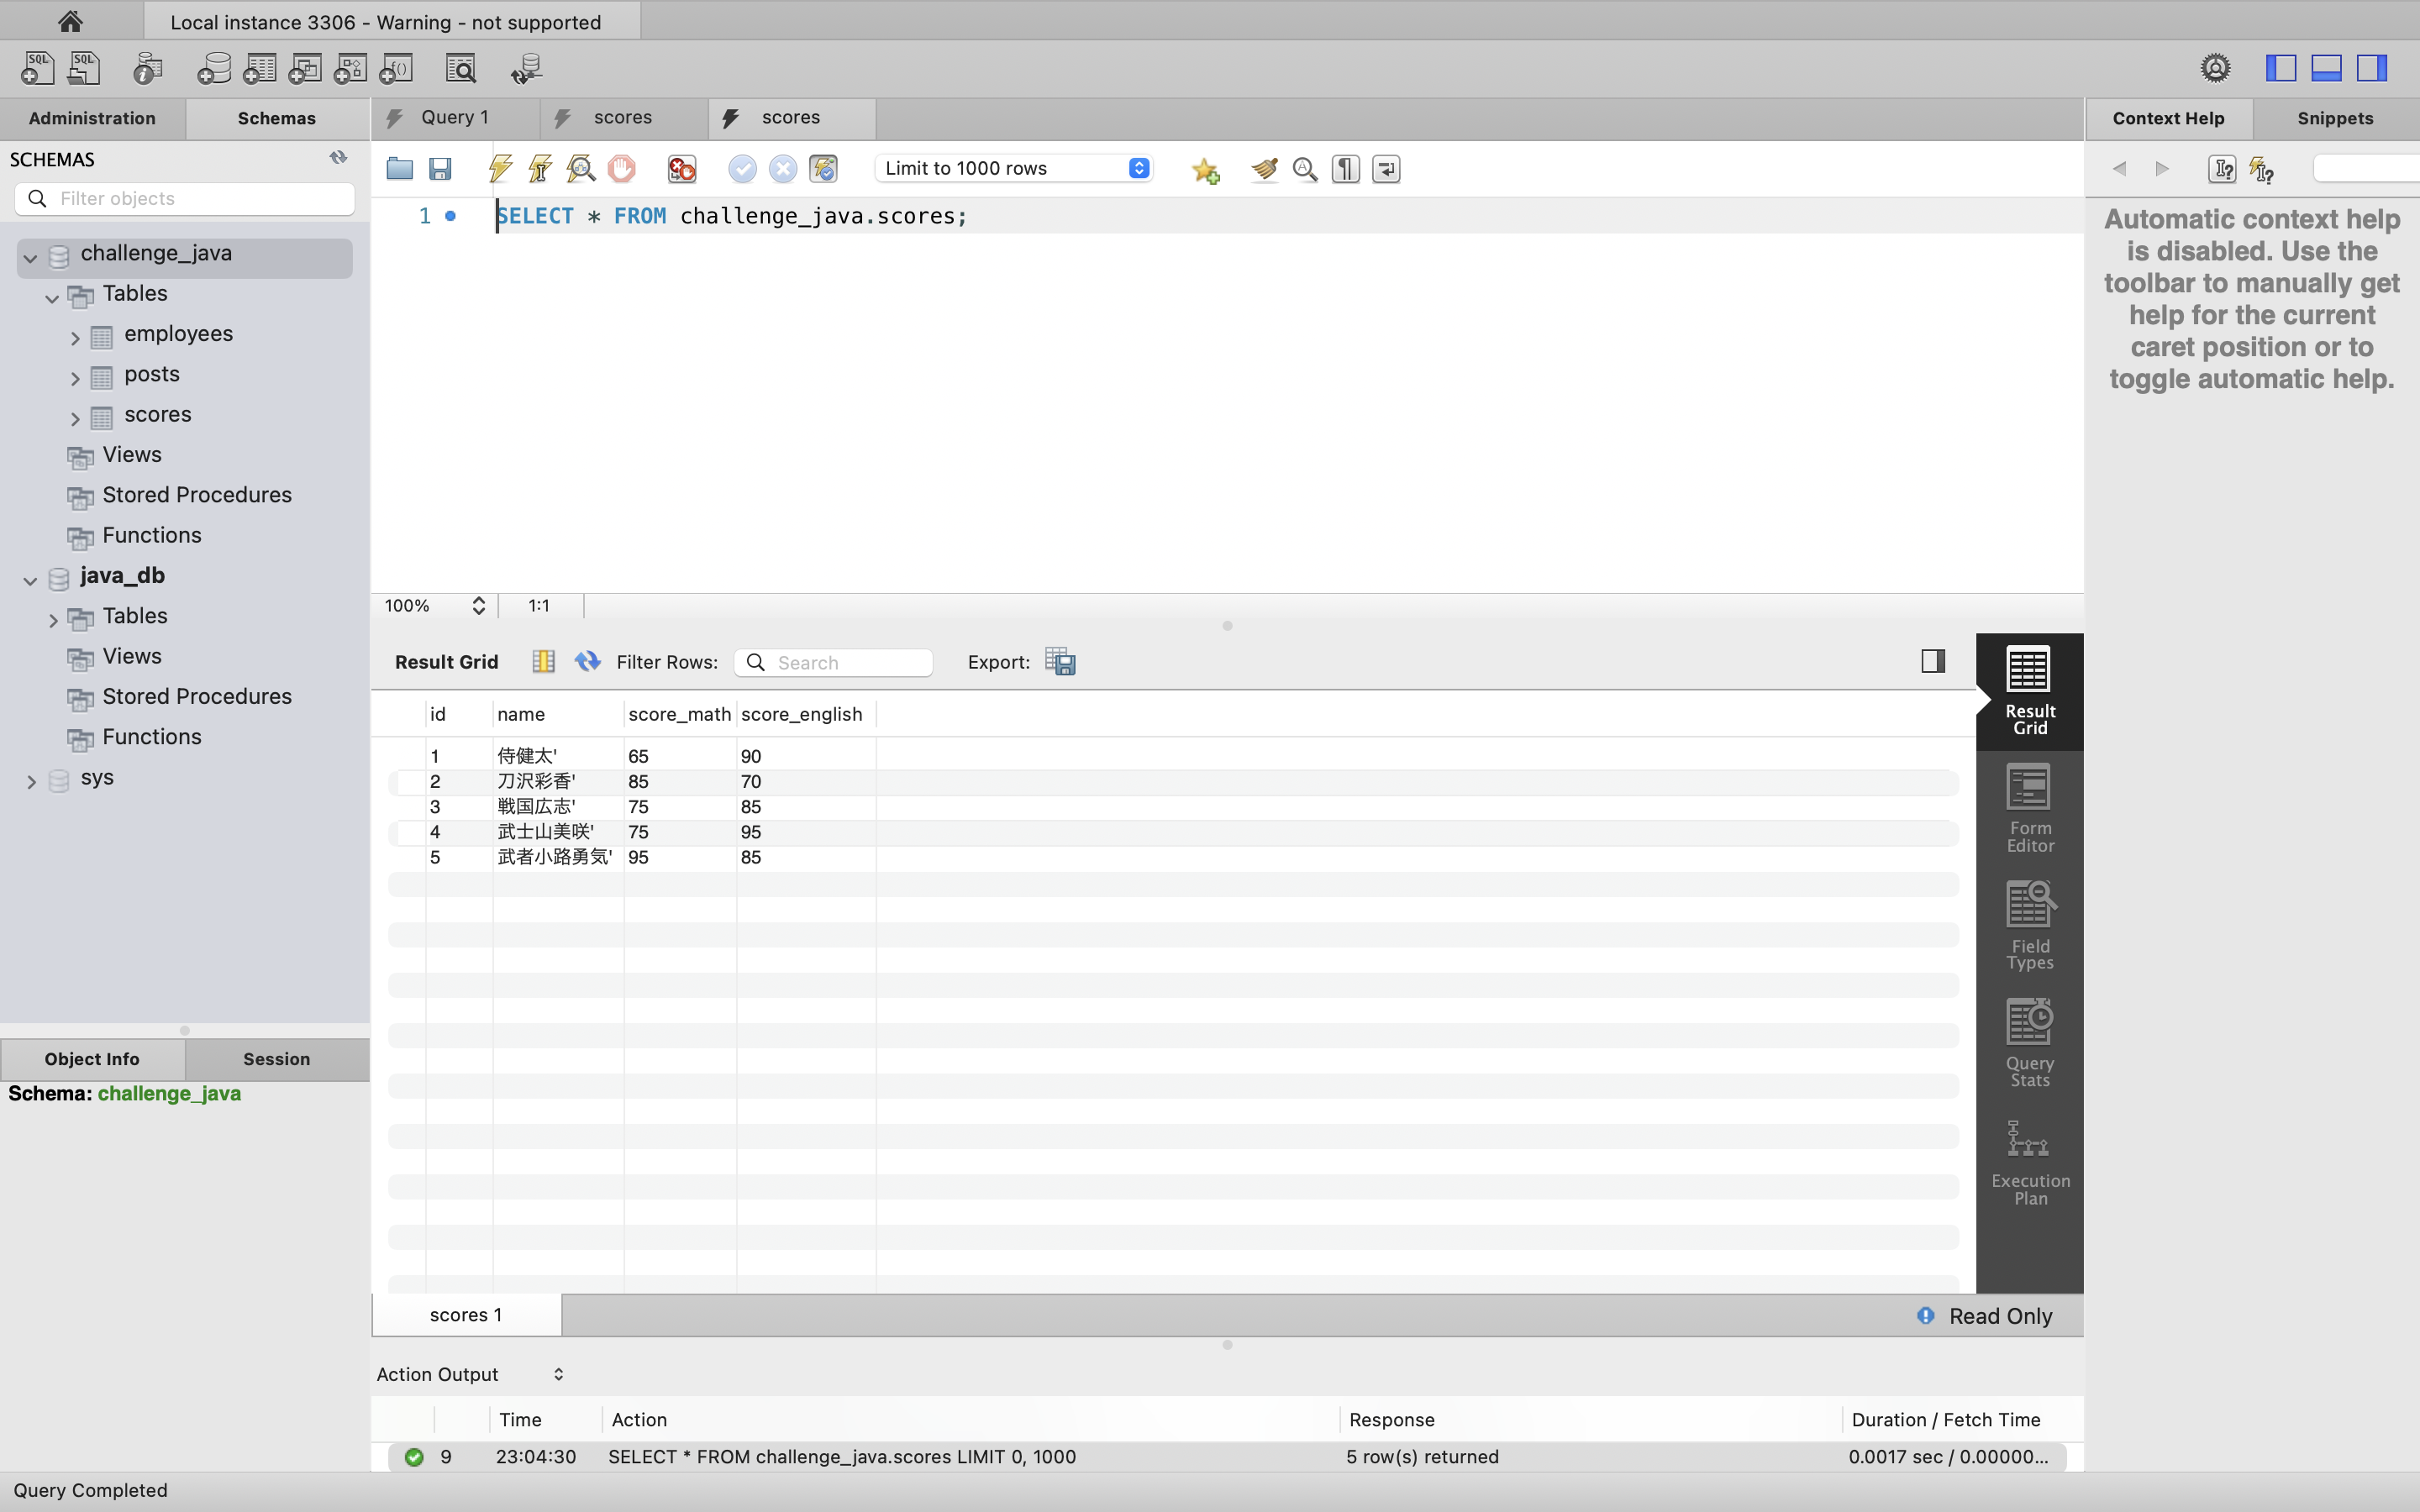 Local instance 3306 - Warning - not supported
SQL SQL
Administration Schemas
SCHEMAS
Filter objects
challenge_java
Tables
employees
posts
scores
Views
Stored Procedures
Functions
java_db
Tables
Views
Stored Procedures
Functions
sys
Object Info Session
Schema: challenge_java
Query 1 scores scores
Limit to 1000 rows
1 SELECT * FROM challenge_java.scores;
100% 1:1
Result Grid Filter Rows: Search Export:
id name score_math score_english
1 侍健太' 65 90
2 刀沢彩香' 85 70
3 戦国広志' 75 85
4 武士山美咲' 75 95
5 武者小路勇気' 95 85
Result
Grid
Form
Editor
Field
Types
Query
Stats
Execution
Plan
scores 1 Read Only
Action Output
Time Action Response Duration / Fetch Time
9 23:04:30 SELECT * FROM challenge_java.scores LIMIT 0, 1000 5 row(s) returned 0.0017 sec / 0.00000...
Query Completed
Context Help Snippets
Automatic context help
is disabled. Use the
toolbar to manually get
help for the current
caret position or to
toggle automatic help.